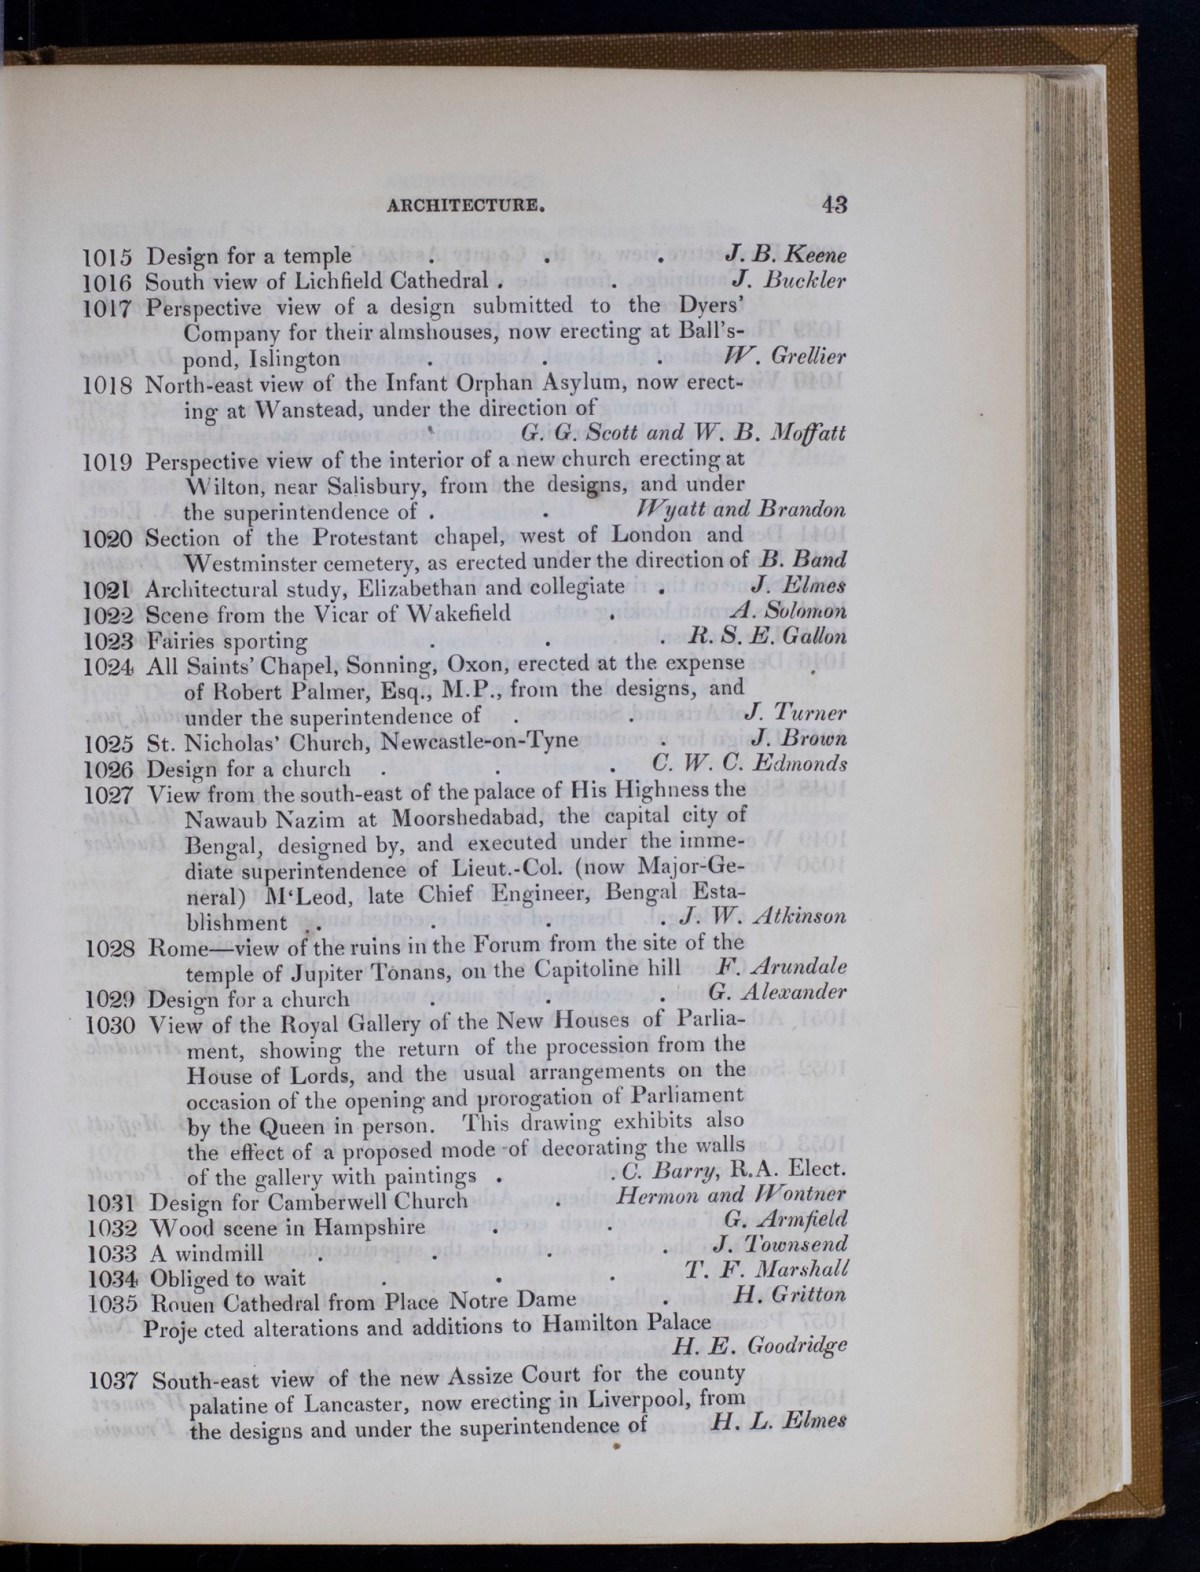 ARCHITECTURE. 43
1015 Design for a temple . . . J. B. Keene
1016 South view of Lichfield Cathedral . . J. Buckler
1017 Perspective view of a design submitted to the Dyers'
Company for their almshouses, now erecting at Ball's-
pond, Islington . . . W. Grellier
1018 North-east view of the Infant Orphan Asylum, now erect-
ing at Wanstead, under the direction of
G. G. Scott and W. B. Moffatt
1019 Perspective view of the interior of a new church erecting at
Wilton, near Salisbury, from the designs, and under
the superintendence of . . Wyatt and Brandon
1020 Section of the Protestant chapel, west of London and
Westminster cemetery, as erected under the direction of B. Band
1021 Architectural study, Elizabethan and collegiate . J. Elmes
1022 Scene from the Vicar of Wakefield . A. Solomon
1023 Fairies sporting . . . R. S. E. Gallon
1024 All Saints' Chapel, Sonning, Oxon, erected at the expense
of Robert Palmer, Esq., M.P., from the designs, and
under the superintendence of . . J. Turner
1025 St. Nicholas' Church, Newcastle-on-Tyne . J. Brown
1026 Design for a church . . . C. W. C. Edmonds
1027 View from the south-east of the palace of His Highness the
Nawaub Nazim at Moorshedabad, the capital city of
Bengal, designed by, and executed under the imme-
diate superintendence of Lieut.-Col. (now Major-Ge-
neral) M'Leod, late Chief Engineer, Bengal Esta-
blishment . . . . J. W. Atkinson
1028 Rome—view of the ruins in the Forum from the site of the
temple of Jupiter Tonans, on the Capitoline hill F. Arundale
1029 Design for a church . . . G. Alexander
1030 View of the Royal Gallery of the New Houses of Parlia-
ment, showing the return of the procession from the
House of Lords, and the usual arrangements on the
occasion of the opening and prorogation of Parliament
by the Queen in person. This drawing exhibits also
the effect of a proposed mode of decorating the walls
of the gallery with paintings . . C. Barry, R.A. Elect.
1031 Design for Camberwell Church . Hermon and Wontner
1032 Wood scene in Hampshire . . G. Armfield
1033 A windmill . . . . J. Townsend
1034 Obliged to wait . . . T. F. Marshall
1035 Rouen Cathedral from Place Notre Dame . H. Gritton
Proje cted alterations and additions to Hamilton Palace
H. E. Goodridge
1037 South-east view of the new Assize Court for the county
palatine of Lancaster, now erecting in Liverpool, from
the designs and under the superintendence of H. L. Elmes